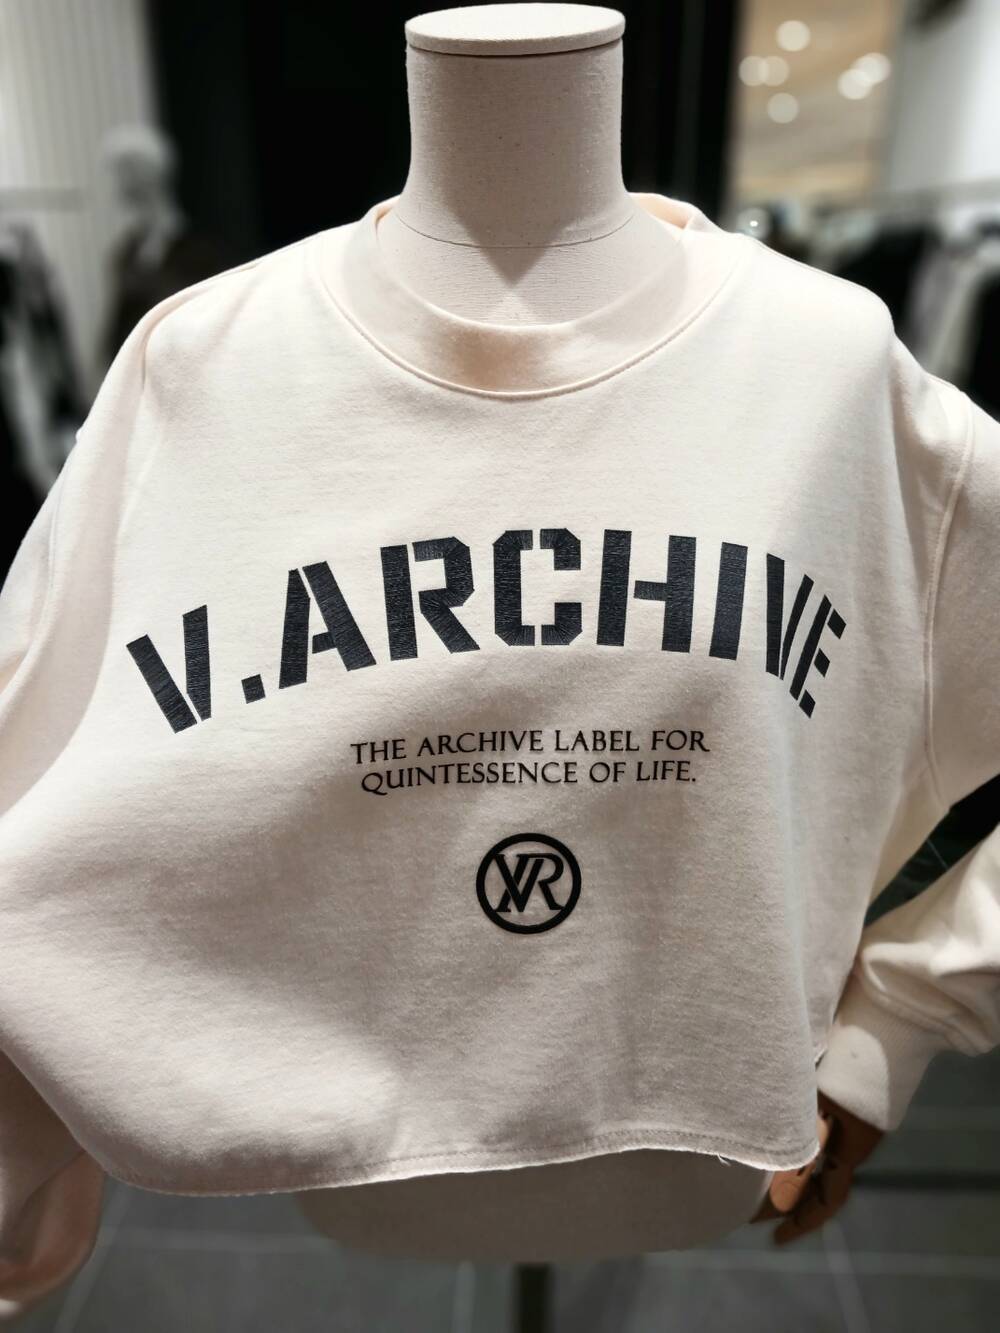 V.ARCHIVE
THE ARCHIVE LABEL FOR
QUINTESSENCE OF LIFE.
VR